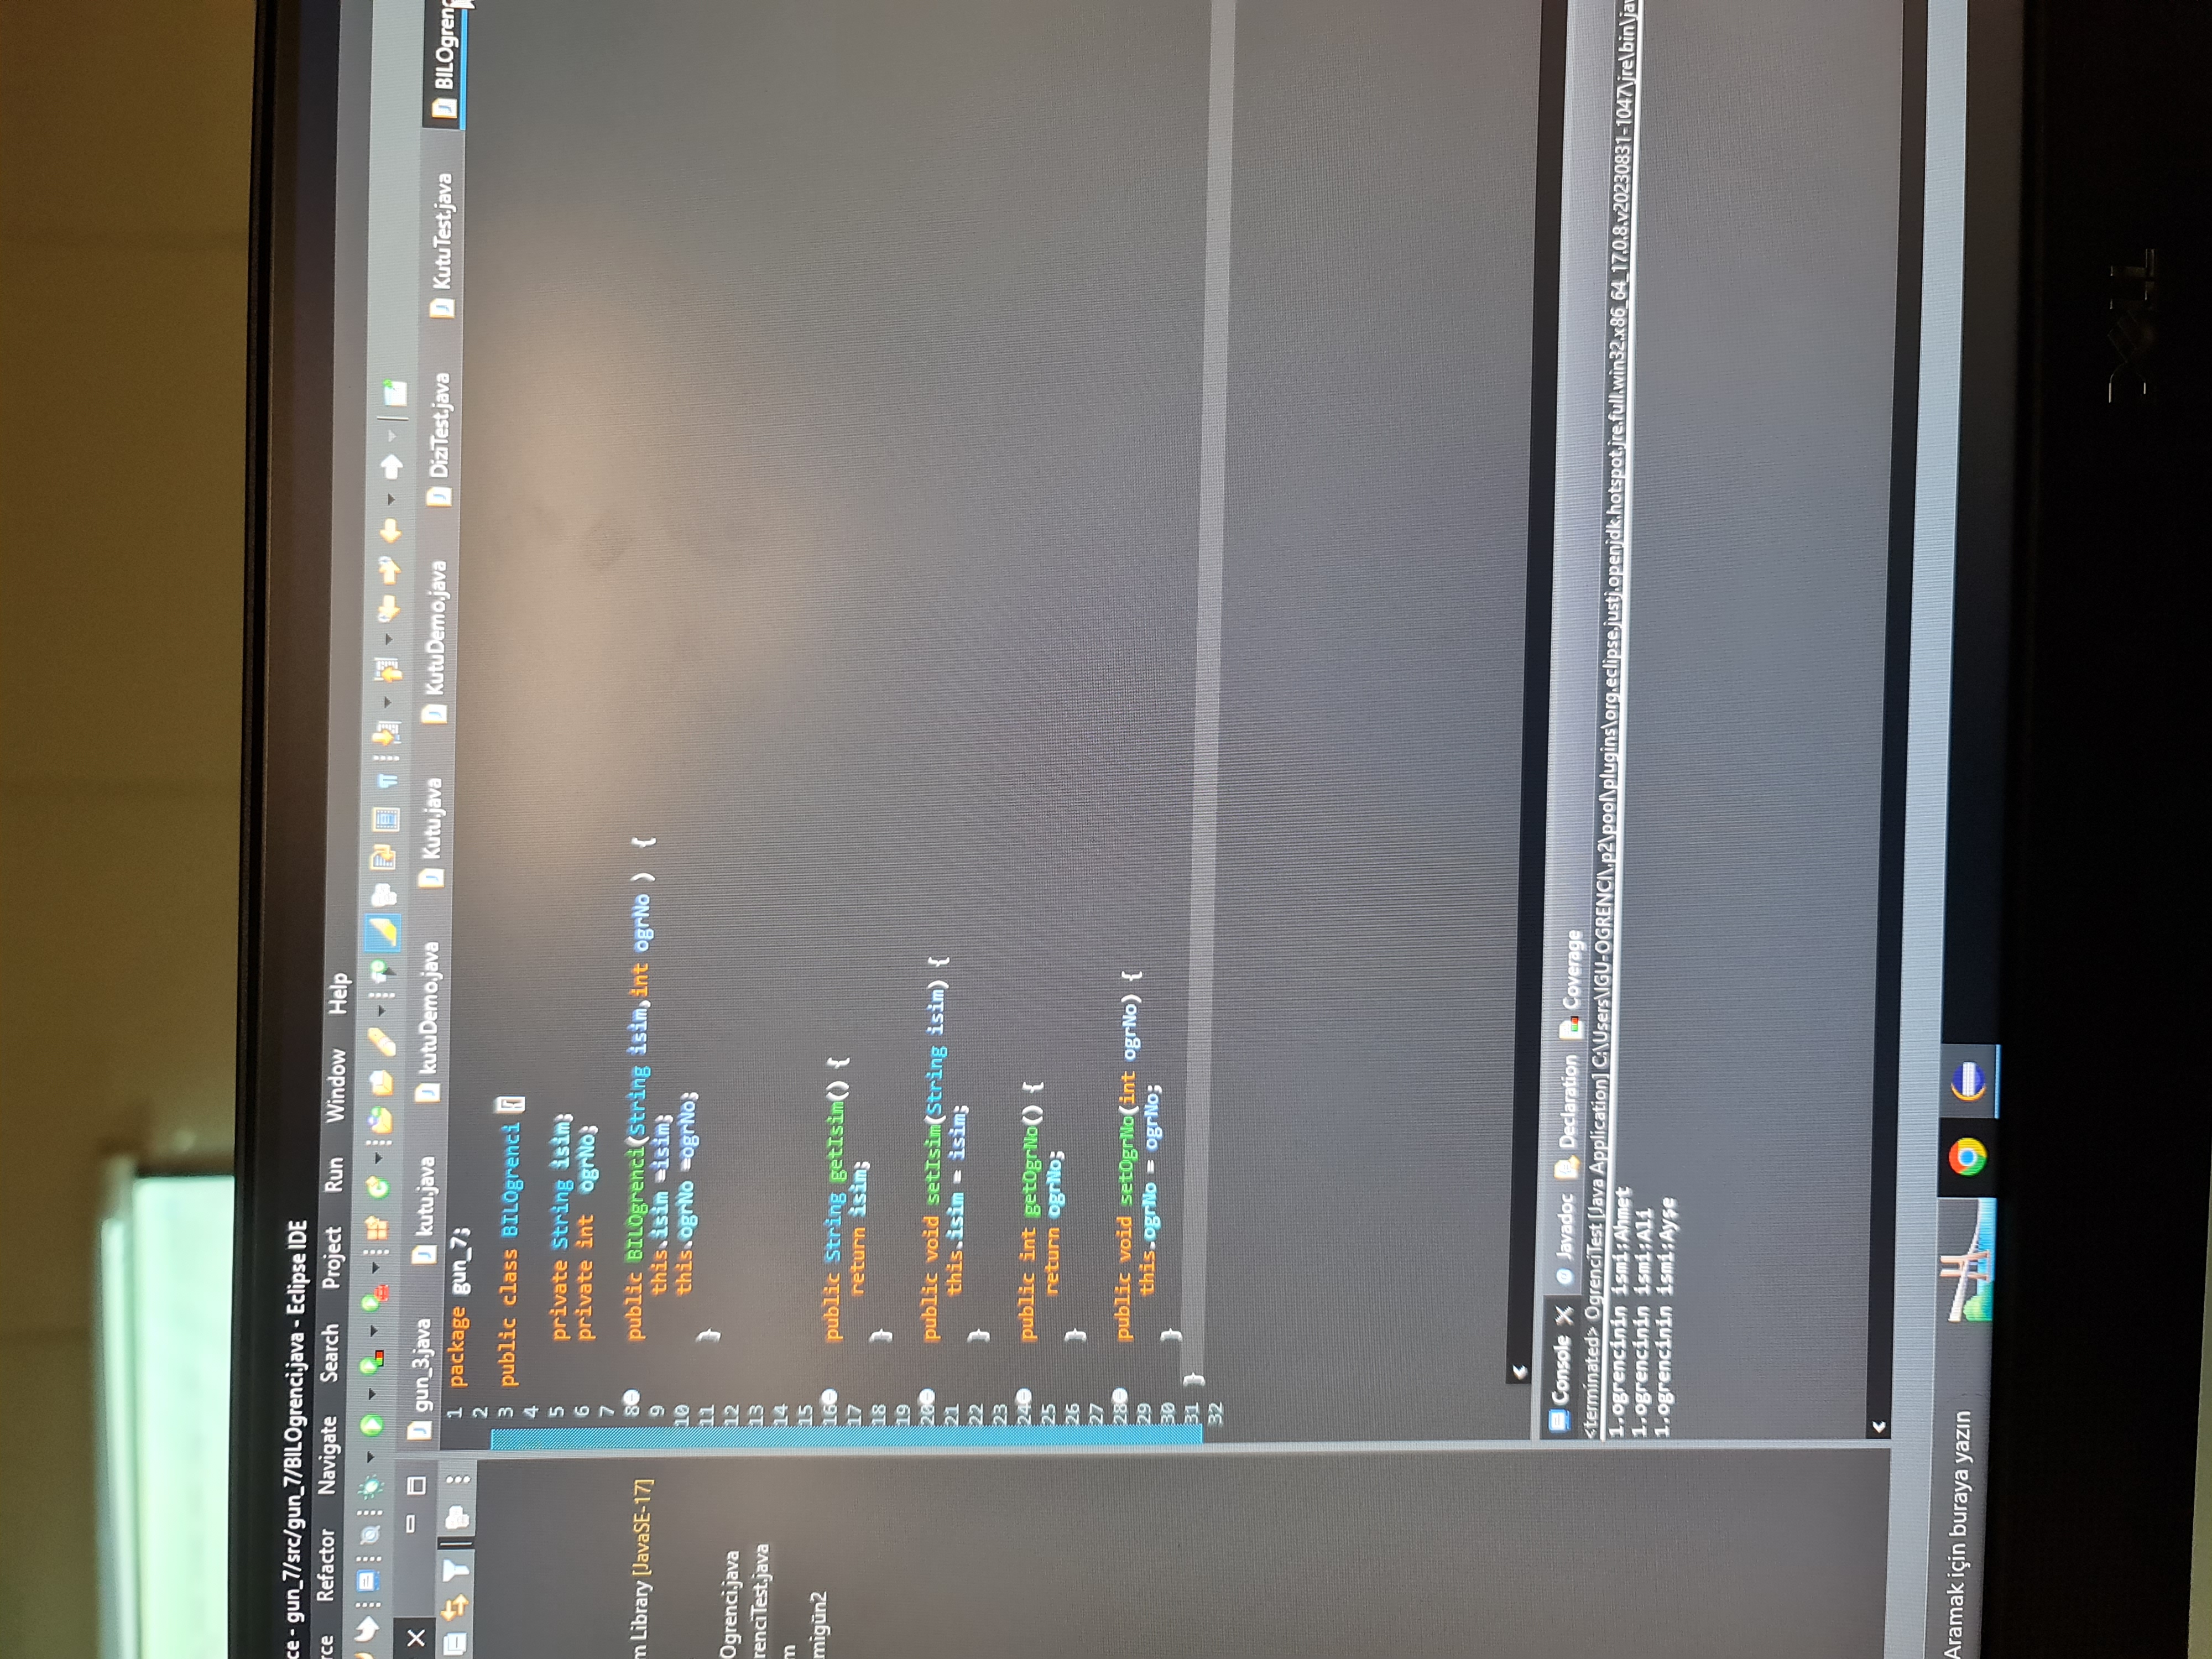 ce - gun_7/src/gun_7/BILOgrenci.java - Eclipse IDE
rce Refactor Navigate Search Project Run Window Help
gun_3.java kutu.java kutuDemo.java Kutu.java KutuDemo.java DiziTest.java KutuTest.java BILOgrenc
m Library [JavaSE-17]
Ogrenci.java
renciTest.java
m
migün2
1 package gun_7;
2
3 public class BILOgrenci {
4
5 private String isim;
6 private int ogrNo;
7
8 public BILOgrenci(String isim,int ogrNo ) {
9 this.isim =isim;
10 this.ogrNo =ogrNo;
11 }
12
13
14
15
16 public String getIsim() {
17 return isim;
18 }
19
20 public void setIsim(String isim) {
21 this.isim = isim;
22 }
23
24 public int getOgrNo() {
25 return ogrNo;
26 }
27
28 public void setOgrNo(int ogrNo) {
29 this.ogrNo = ogrNo;
30 }
31 }
32
Console Javadoc Declaration Coverage
<terminated> OgrenciTest [Java Application] C:\Users\IGU-OGRENCI\.p2\pool\plugins\org.eclipse.justj.openjdk.hotspot.jre.full.win32.x86_64_17.0.8.v20230831-1047\jre\bin\jav
1.ogrencinin ismi:Ahmet
1.ogrencinin ismi:Ali
1.ogrencinin ismi:Ayşe
Aramak için buraya yazın
DELL